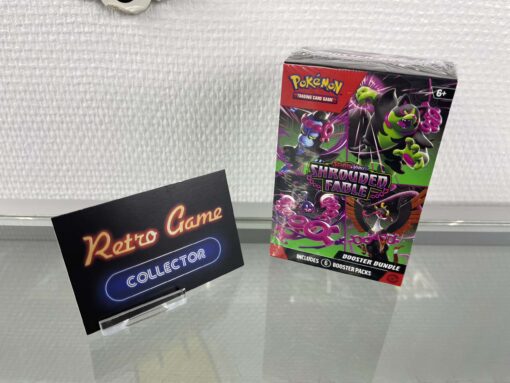 Retro Game
COLLECTOR
Pokémon
TRADING CARD GAME
6+
SHROUDED
FABLE
BOOSTER BUNDLE
INCLUDES 6 BOOSTER PACKS